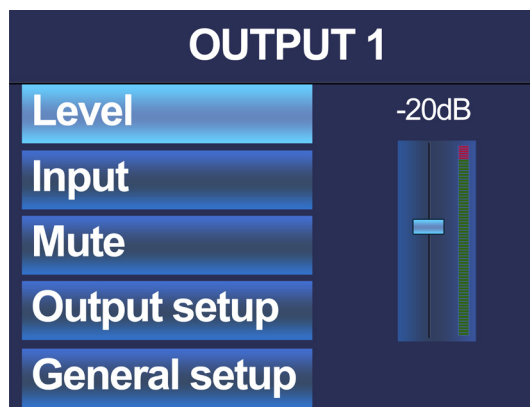 OUTPUT 1
Level
-20dB
Input
Mute
Output setup
General setup